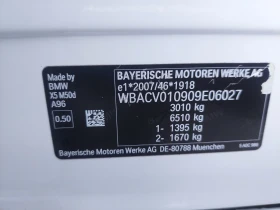 Made by:
BMW
X5 M50d
A96
0.50
BAYERISCHE MOTOREN WERKE AG
e1*2007/46*1918
WBACV010909E06027
3010 kg
6510 kg
1- 1395 kg
2- 1670 kg
Bayerische Motoren Werke AG DE-80788 Muenchen